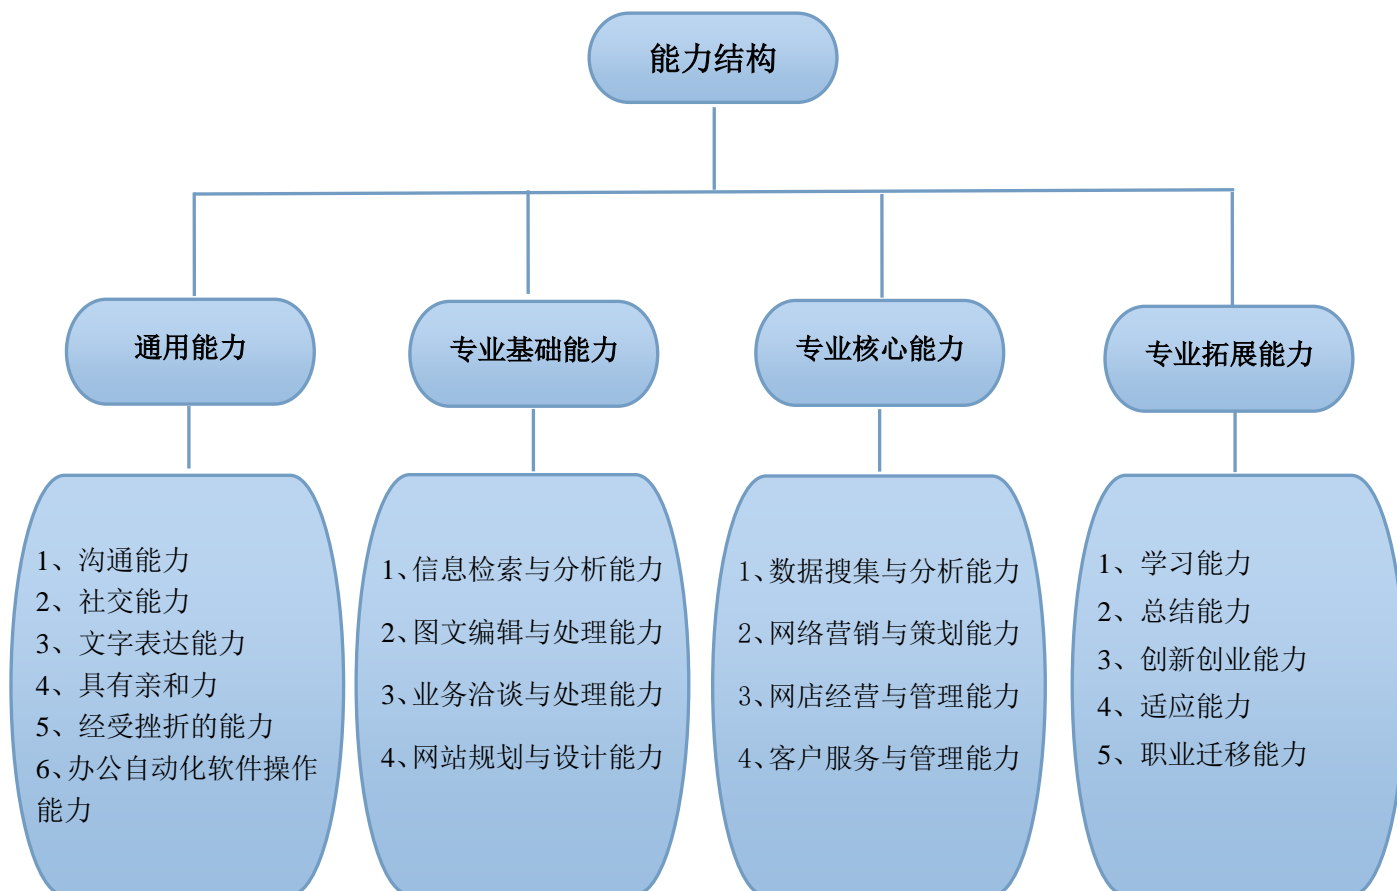 能力结构
通用能力
专业基础能力
专业核心能力
专业拓展能力
1、沟通能力
2、社交能力
3、文字表达能力
4、具有亲和力
5、经受挫折的能力
6、办公自动化软件操作
能力
1、信息检索与分析能力
2、图文编辑与处理能力
3、业务洽谈与处理能力
4、网站规划与设计能力
1、数据搜集与分析能力
2、网络营销与策划能力
3、网店经营与管理能力
4、客户服务与管理能力
1、学习能力
2、总结能力
3、创新创业能力
4、适应能力
5、职业迁移能力